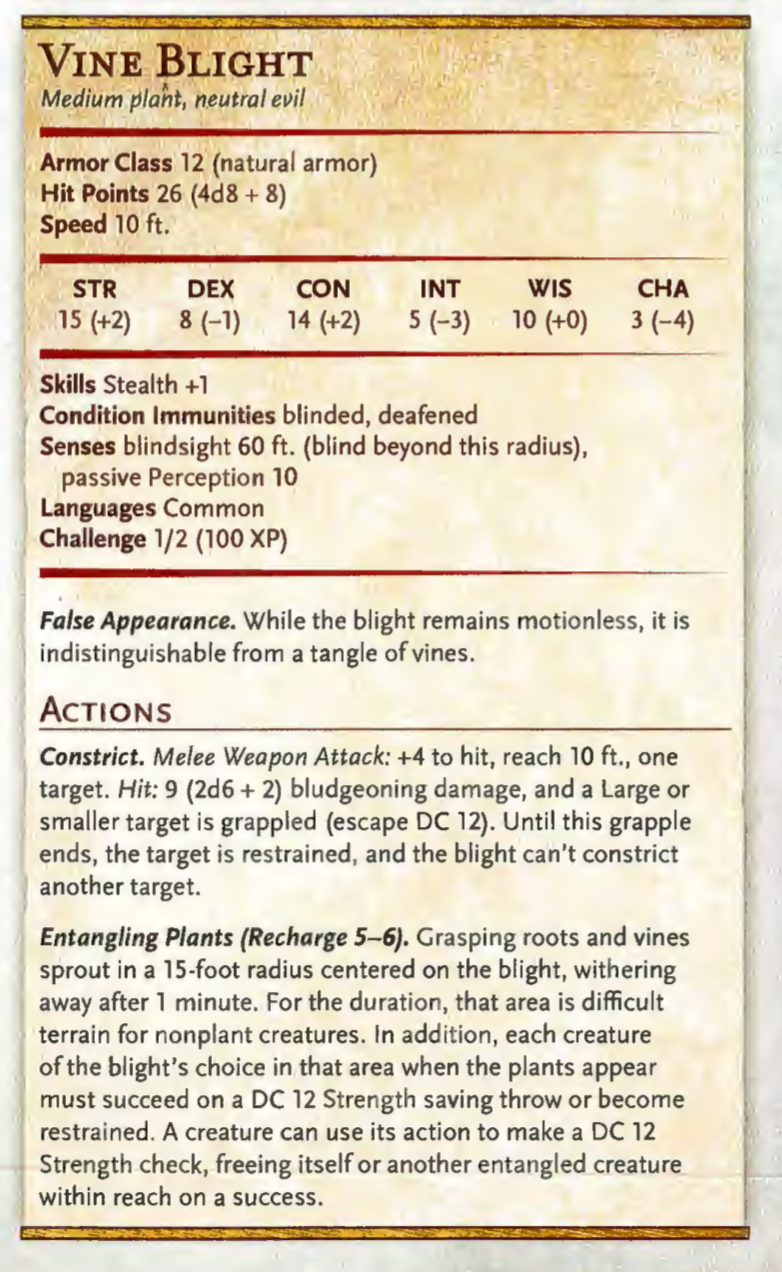 VINE BLIGHT
Medium plant, neutral evil
Armor Class 12 (natural armor)
Hit Points 26 (4d8 + 8)
Speed 10 ft.
STR DEX CON INT WIS CHA
15 (+2) 8 (−1) 14 (+2) 5 (−3) 10 (+0) 3 (−4)
Skills Stealth +1
Condition Immunities blinded, deafened
Senses blindsight 60 ft. (blind beyond this radius),
passive Perception 10
Languages Common
Challenge 1/2 (100 XP)
False Appearance. While the blight remains motionless, it is
indistinguishable from a tangle of vines.
ACTIONS
Constrict. Melee Weapon Attack: +4 to hit, reach 10 ft., one
target. Hit: 9 (2d6 + 2) bludgeoning damage, and a Large or
smaller target is grappled (escape DC 12). Until this grapple
ends, the target is restrained, and the blight can't constrict
another target.
Entangling Plants (Recharge 5–6). Grasping roots and vines
sprout in a 15-foot radius centered on the blight, withering
away after 1 minute. For the duration, that area is difficult
terrain for nonplant creatures. In addition, each creature
of the blight's choice in that area when the plants appear
must succeed on a DC 12 Strength saving throw or become
restrained. A creature can use its action to make a DC 12
Strength check, freeing itself or another entangled creature
within reach on a success.